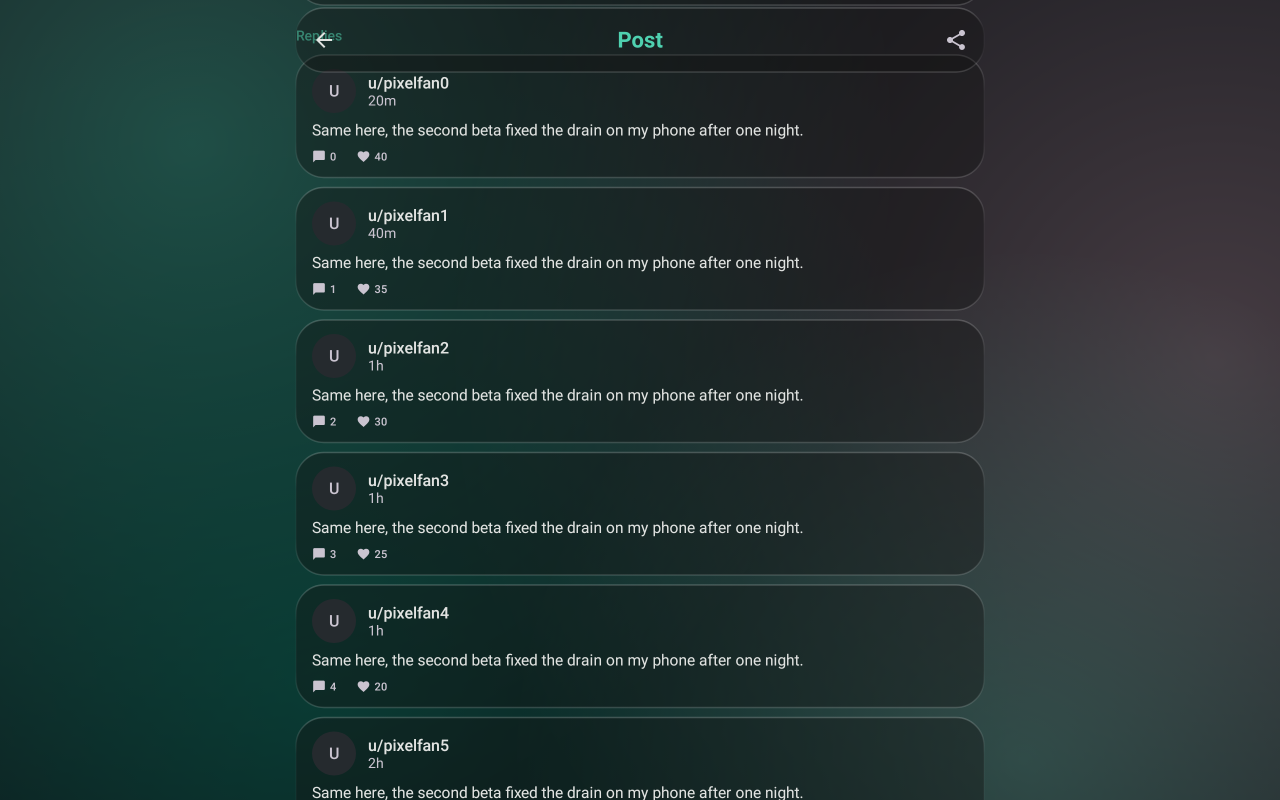 Replies
Post
U
u/pixelfan0
20m
Same here, the second beta fixed the drain on my phone after one night.
0 40
U
u/pixelfan1
40m
Same here, the second beta fixed the drain on my phone after one night.
1 35
U
u/pixelfan2
1h
Same here, the second beta fixed the drain on my phone after one night.
2 30
U
u/pixelfan3
1h
Same here, the second beta fixed the drain on my phone after one night.
3 25
U
u/pixelfan4
1h
Same here, the second beta fixed the drain on my phone after one night.
4 20
U
u/pixelfan5
2h
Same here, the second beta fixed the drain on my phone after one night.